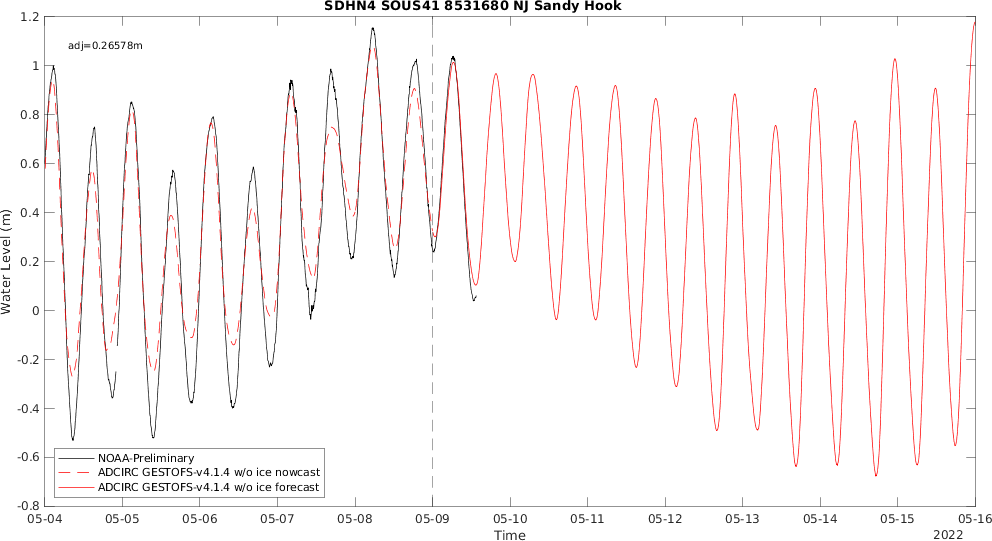 SDHN4 SOUS41 8531680 NJ Sandy Hook
adj=0.26578m
Water Level (m)
1.2
1
0.8
0.6
0.4
0.2
0
-0.2
-0.4
-0.6
-0.8
NOAA-Preliminary
ADCIRC GESTOFS-v4.1.4 w/o ice nowcast
ADCIRC GESTOFS-v4.1.4 w/o ice forecast
05-04 05-05 05-06 05-07 05-08 05-09 05-10 05-11 05-12 05-13 05-14 05-15 05-16
Time
2022